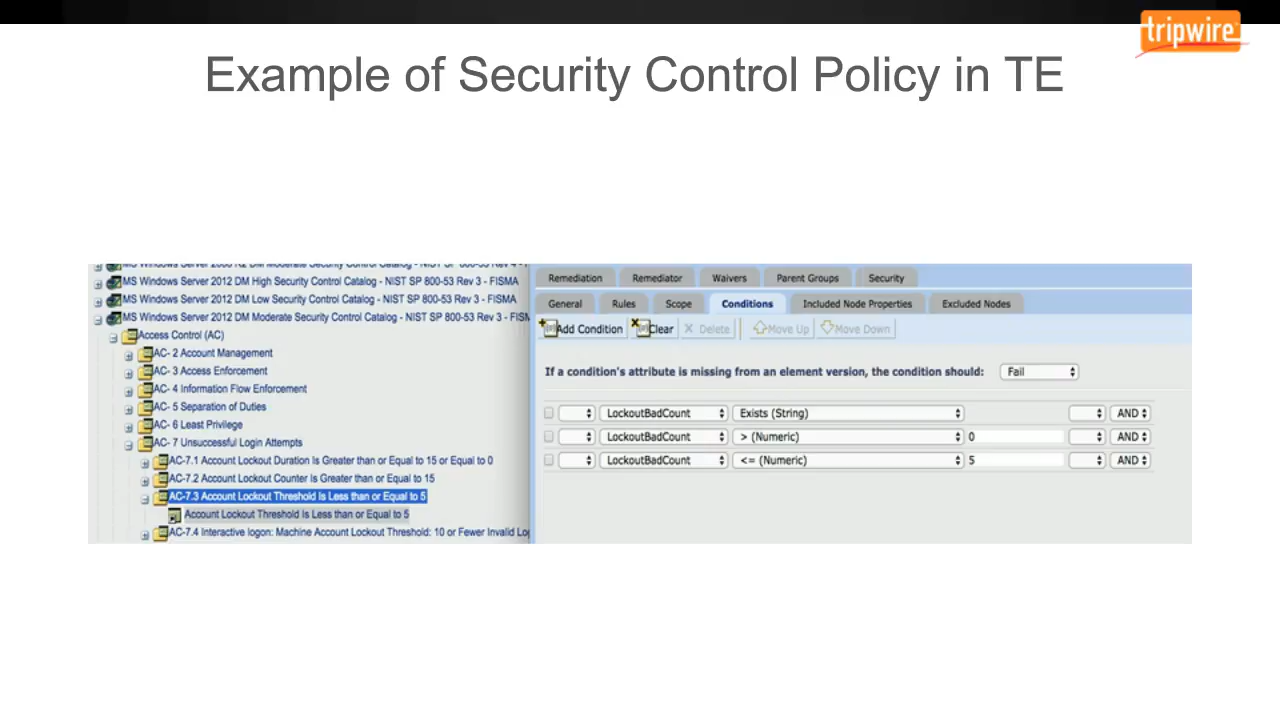 tripwire
Example of Security Control Policy in TE
MS Windows Server 2012 DM High Security Control Catalog - NIST SP 800-53 Rev 3 - FISMA
MS Windows Server 2012 DM Low Security Control Catalog - NIST SP 800-53 Rev 3 - FISMA
MS Windows Server 2012 DM Moderate Security Control Catalog - NIST SP 800-53 Rev 3 - FISM
Access Control (AC)
AC- 2 Account Management
AC- 3 Access Enforcement
AC- 4 Information Flow Enforcement
AC- 5 Separation of Duties
AC- 6 Least Privilege
AC- 7 Unsuccessful Login Attempts
AC-7.1 Account Lockout Duration Is Greater than or Equal to 15 or Equal to 0
AC-7.2 Account Lockout Counter Is Greater than or Equal to 15
AC-7.3 Account Lockout Threshold Is Less than or Equal to 5
Account Lockout Threshold Is Less than or Equal to 5
AC-7.4 Interactive logon: Machine Account Lockout Threshold: 10 or Fewer Invalid Log
Remediation Remediator Waivers Parent Groups Security
General Rules Scope Conditions Included Node Properties Excluded Nodes
Add Condition Clear Delete Move Up Move Down
If a condition's attribute is missing from an element version, the condition should: Fail
LockoutBadCount Exists (String) AND
LockoutBadCount > (Numeric) 0 AND
LockoutBadCount <= (Numeric) 5 AND